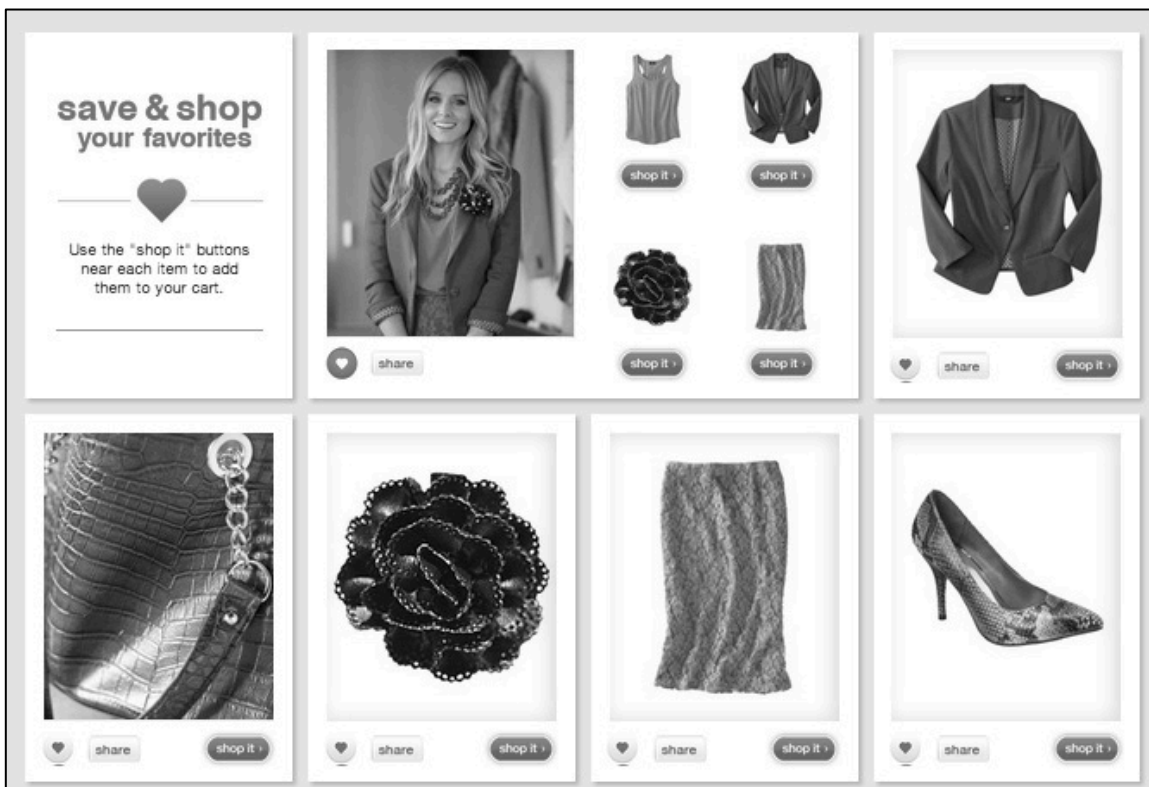 save & shop
your favorites
Use the "shop it" buttons
near each item to add
them to your cart.
shop it ›
shop it ›
shop it ›
shop it ›
share
share
shop it ›
share
shop it ›
share
shop it ›
share
shop it ›
share
shop it ›